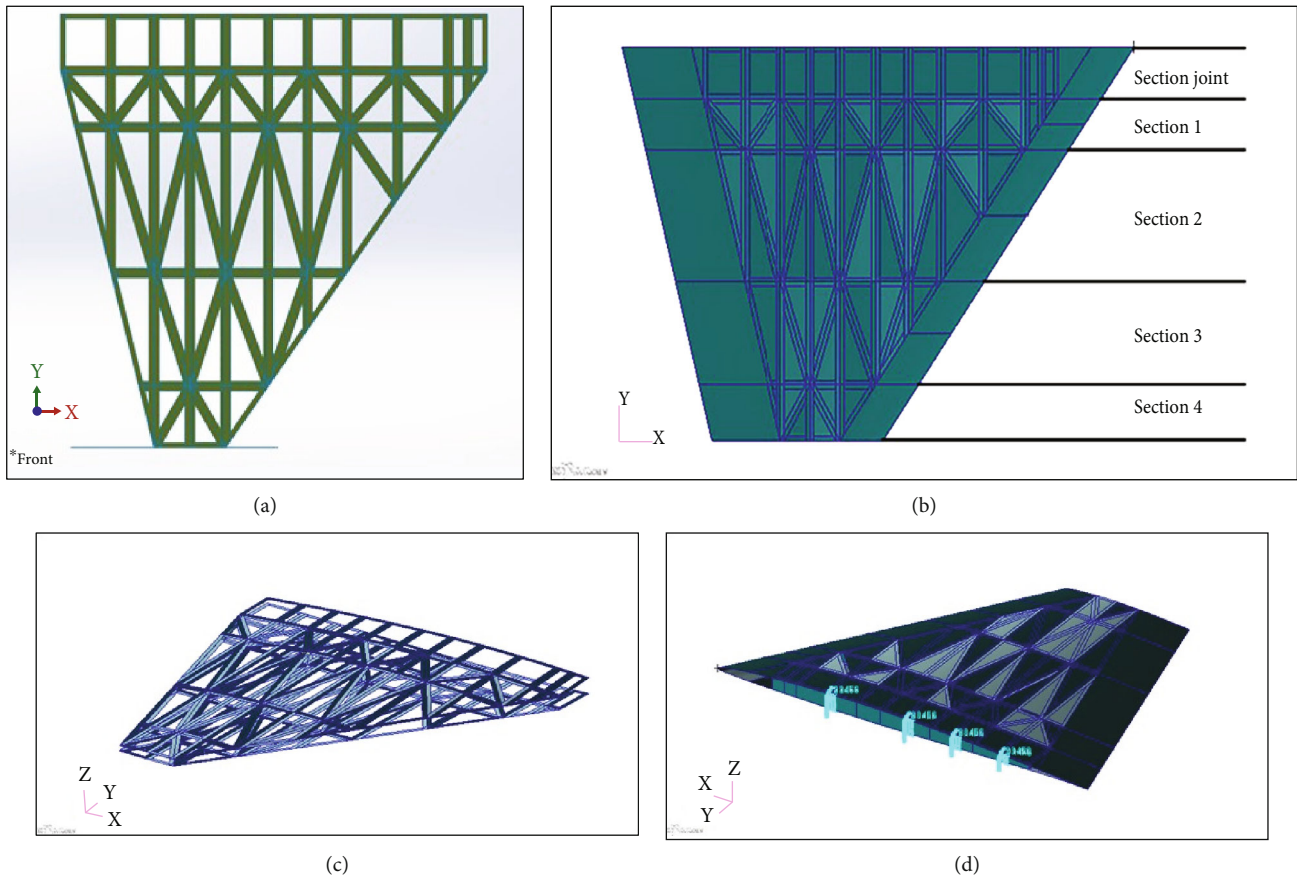 Y
X
*Front
(a)
Section joint
Section 1
Section 2
Section 3
Section 4
Y
X
(b)
Z
Y
X
(c)
Z
X
Y
(d)